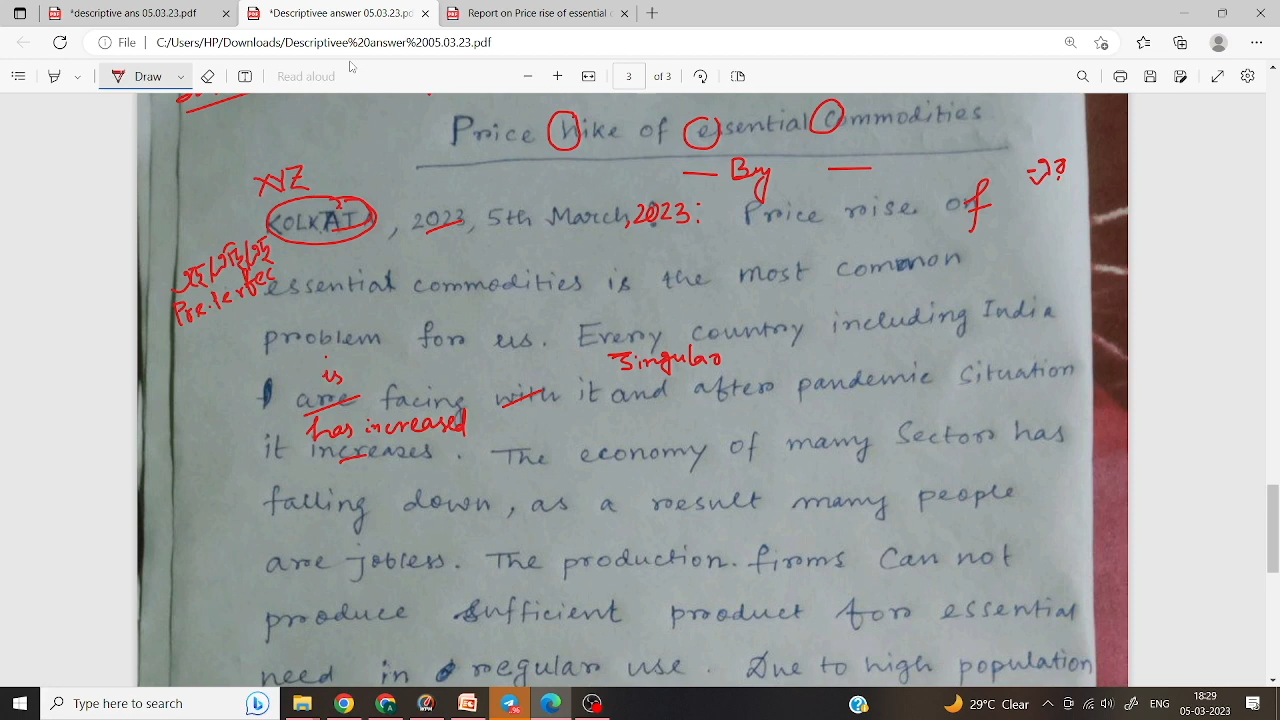 *descriptive ans 05.03.23.pdf
*Descriptivee answer 05.03.23.pd
Report on Price rise of essential c
File
C:/Users/HP/Downloads/Descriptivee%20answer%2005.03.23.pdf
Draw
Read aloud
3 of 3
Price hike of essential Commodities
By
XYZ
KOLKATA, 2023, 5th March, 2023: Price rise of
essential commodities is the most common
problem for us. Every country including India
Singular
is
are facing with it and after pandemic situation
has increased
it increases. The economy of many Sector has
falling down, as a result many people
are jobless. The production firms Can not
produce sufficient product for essential
need in regular use. Due to high population
Type here to search
96
29°C Clear
ENG
18:29
05-03-2023